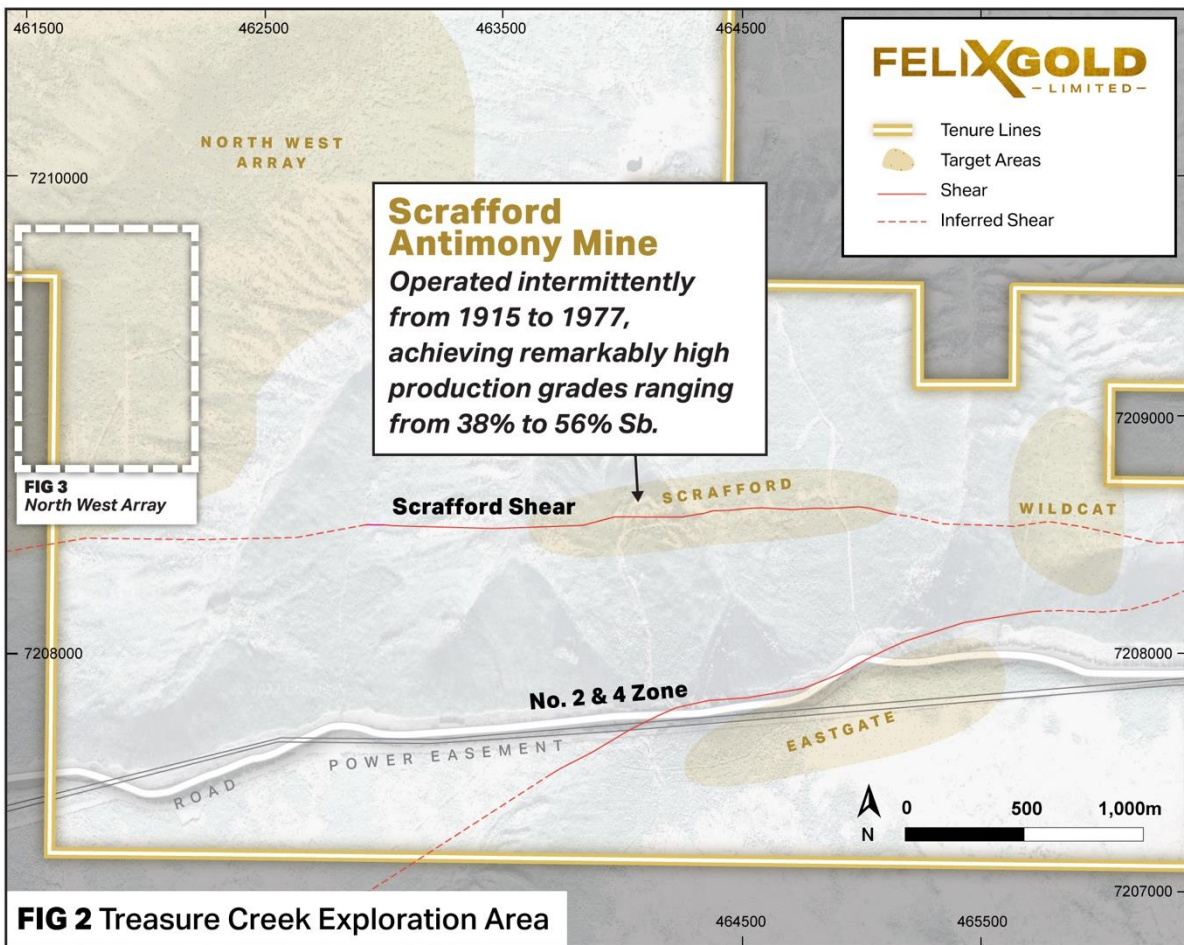 461500
462500
463500
464500
FELIXGOLD
LIMITED
Tenure Lines
Target Areas
Shear
Inferred Shear
NORTH WEST
ARRAY
7210000
Scrafford
Antimony Mine
Operated intermittently
from 1915 to 1977,
achieving remarkably high
production grades ranging
from 38% to 56% Sb.
7209000
FIG 3
North West Array
Scrafford Shear
SCRAFFORD
WILDCAT
7208000
7208000
No. 2 & 4 Zone
EASTGATE
POWER EASEMENT
ROAD
N
0 500 1,000m
7207000
FIG 2 Treasure Creek Exploration Area
464500
465500